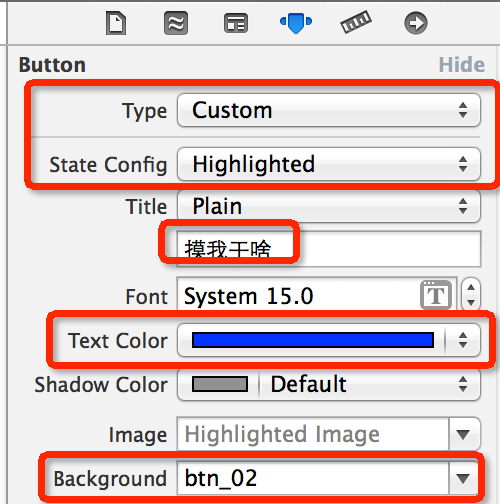 Button Hide
Type Custom
State Config Highlighted
Title Plain
摸我干啥
Font System 15.0 T
Text Color
Shadow Color Default
Image Highlighted Image
Background btn_02